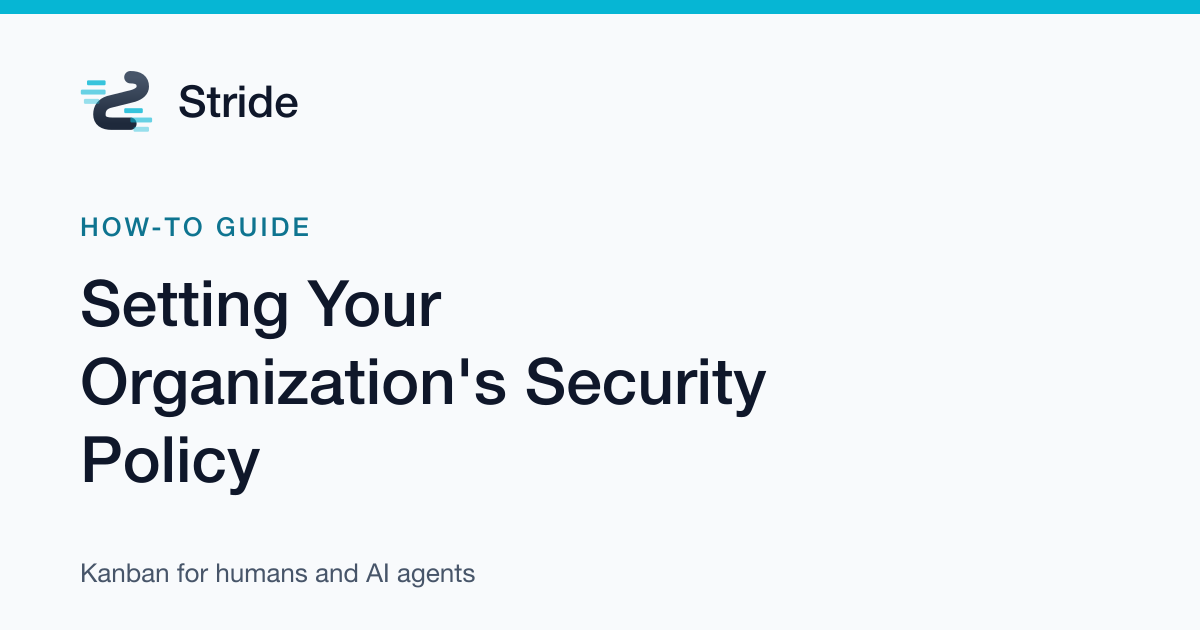 Stride
HOW-TO GUIDE
Setting Your
Organization's Security
Policy
Kanban for humans and AI agents